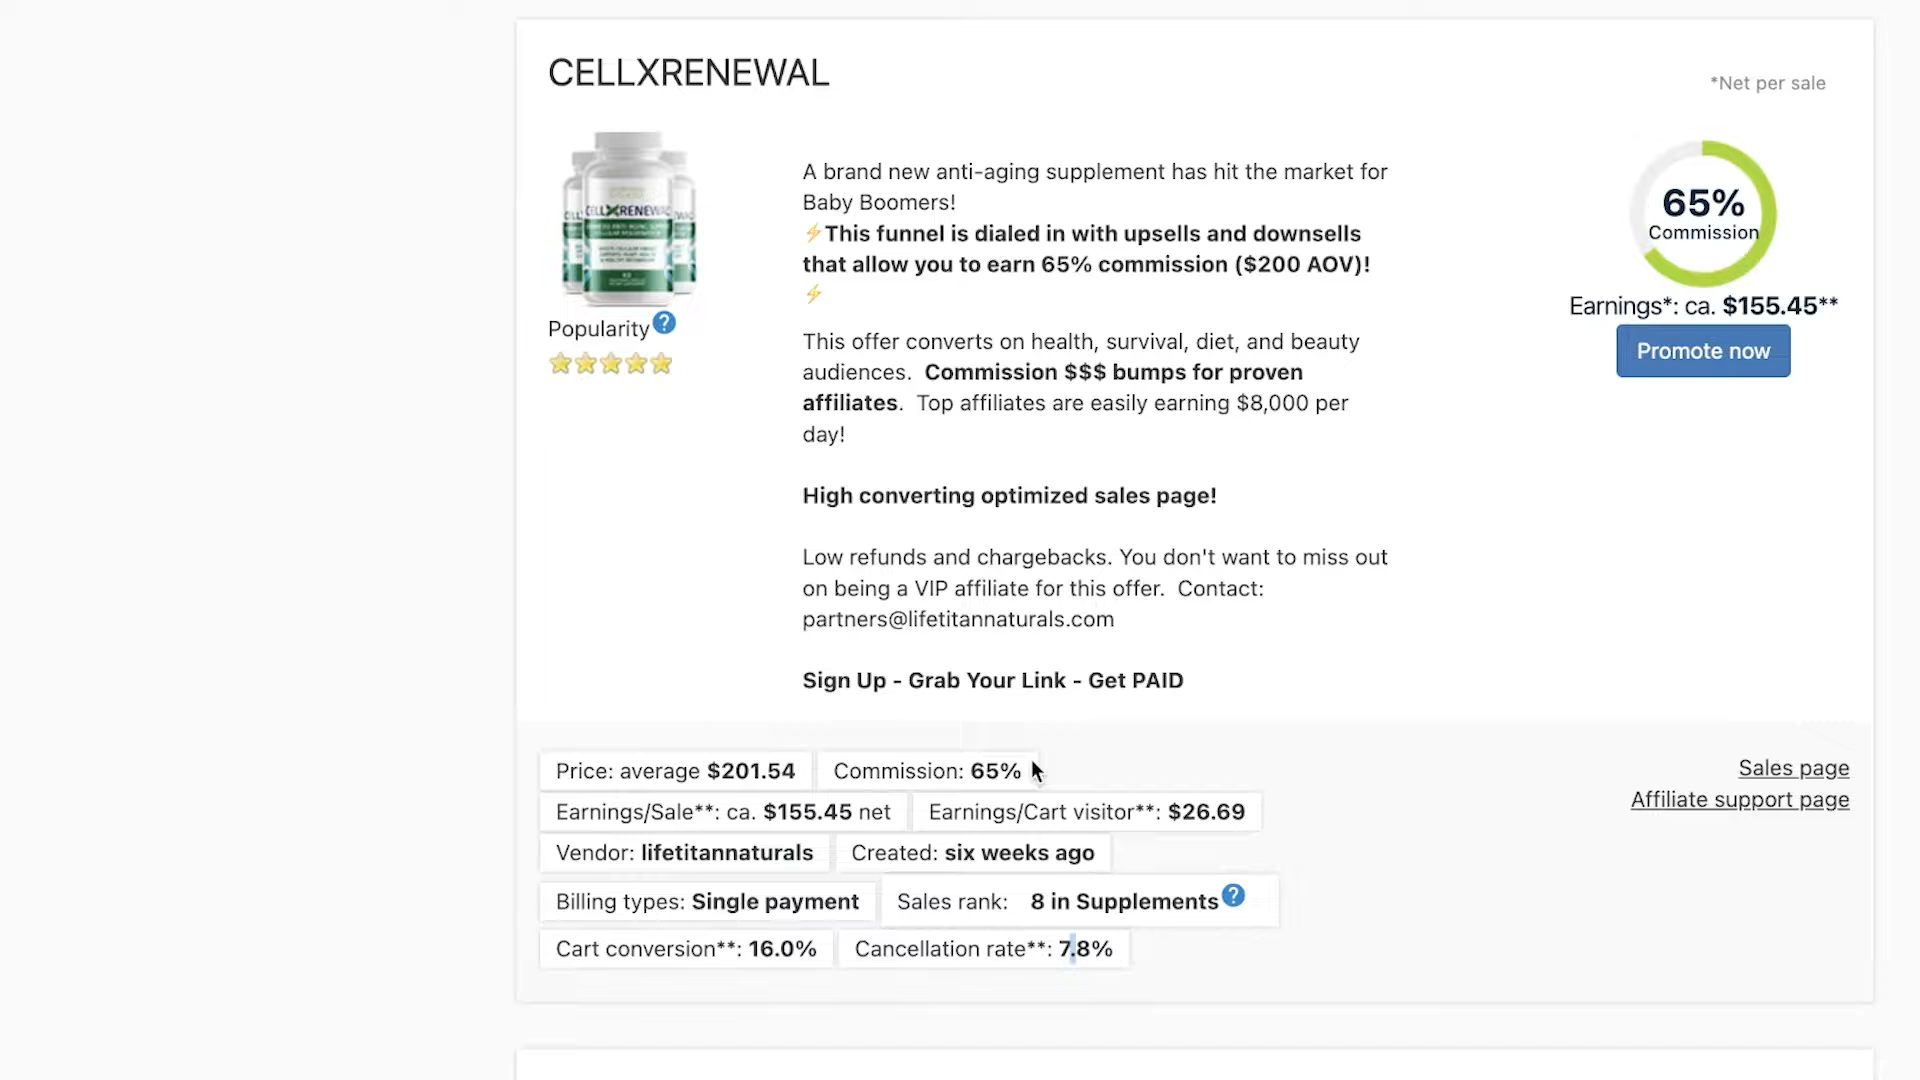 CELLXRENEWAL
*Net per sale
CELLXRENEWAL
Popularity ?
A brand new anti-aging supplement has hit the market for
Baby Boomers!
⚡This funnel is dialed in with upsells and downsells
that allow you to earn 65% commission ($200 AOV)!
⚡
This offer converts on health, survival, diet, and beauty
audiences.  Commission $$$ bumps for proven
affiliates.  Top affiliates are easily earning $8,000 per
day!
High converting optimized sales page!
Low refunds and chargebacks. You don't want to miss out
on being a VIP affiliate for this offer.  Contact:
partners@lifetitannaturals.com
Sign Up - Grab Your Link - Get PAID
65%
Commission
Earnings*: ca. $155.45**
Promote now
Price: average $201.54 Commission: 65%
Earnings/Sale**: ca. $155.45 net Earnings/Cart visitor**: $26.69
Vendor: lifetitannaturals Created: six weeks ago
Billing types: Single payment Sales rank: 8 in Supplements ?
Cart conversion**: 16.0% Cancellation rate**: 7.8%
Sales page
Affiliate support page